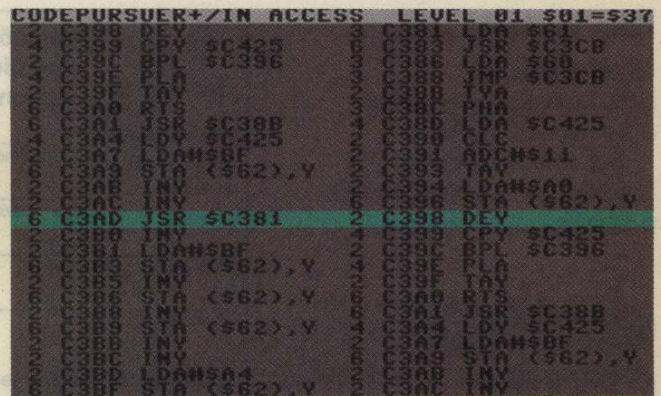 CODEPURSUER+/IN ACCESS LEVEL 01 $01=$37
2 C398 DEY 3 C381 LDA $61
4 C399 CPY $C425 6 C383 JSR $C3CB
2 C39C BPL $C396 3 C386 LDA $60
4 C39E PLA 3 C388 JMP $C3CB
2 C39F TAY 2 C38B TYA
6 C3A0 RTS 3 C38C PHA
6 C3A1 JSR $C38B 4 C38D LDA $C425
4 C3A4 LDY $C425 2 C390 CLC
2 C3A7 LDA#$BF 2 C391 ADC#$11
6 C3A9 STA ($62),Y 2 C393 TAY
2 C3AB INY 2 C394 LDA#$A0
2 C3AC INY 6 C396 STA ($62),Y
6 C3AD JSR $C381 2 C398 DEY
2 C3B0 INY 4 C399 CPY $C425
2 C3B1 LDA#$BF 2 C39C BPL $C396
6 C3B3 STA ($62),Y 4 C39E PLA
2 C3B5 INY 2 C39F TAY
6 C3B6 STA ($62),Y 6 C3A0 RTS
2 C3B8 INY 6 C3A1 JSR $C38B
6 C3B9 STA ($62),Y 4 C3A4 LDY $C425
2 C3BB INY 2 C3A7 LDA#$BF
2 C3BC INY 6 C3A9 STA ($62),Y
2 C3BD LDA#$A4 2 C3AB INY
6 C3BF STA ($62),Y 2 C3AC INY